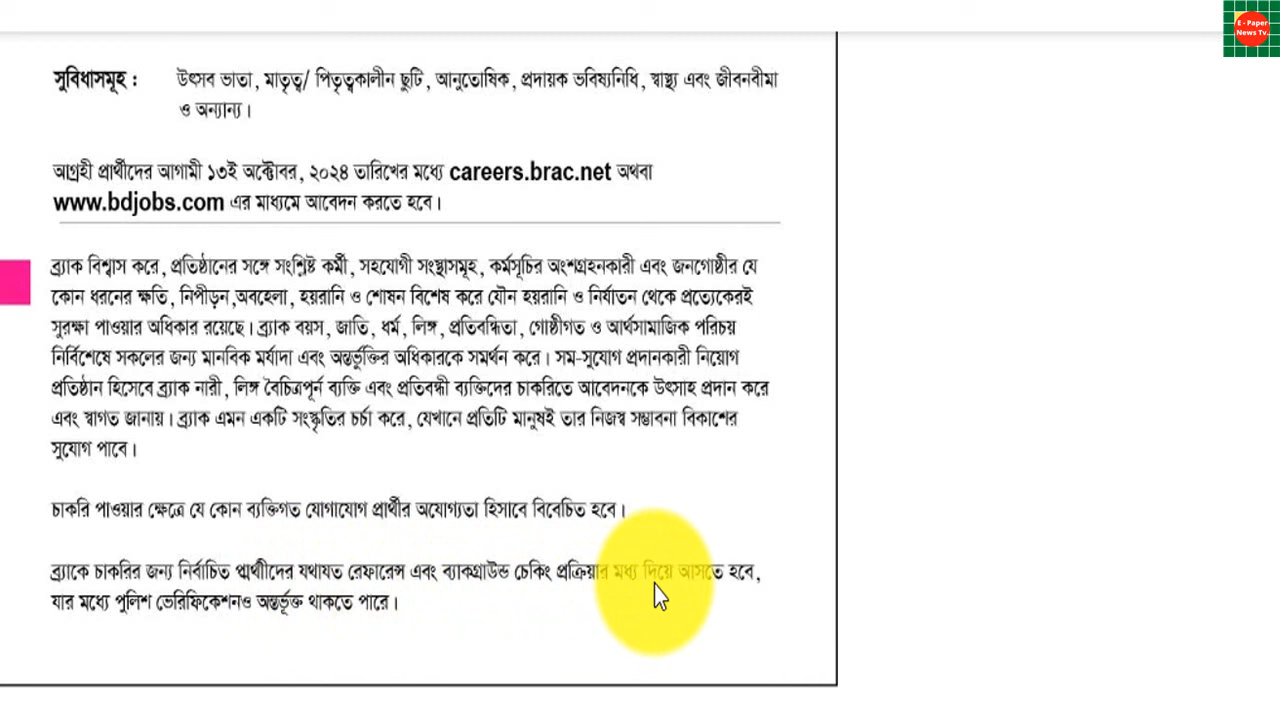 E - Paper
News Tv.
সুবিধাসমূহ : উৎসব ভাতা, মাতৃত্ব/ পিতৃত্বকালীন ছুটি, আনুতোষিক, প্রদায়ক ভবিষ্যনিধি, স্বাস্থ্য এবং জীবনবীমা
ও অন্যান্য।
আগ্রহী প্রার্থীদের আগামী ১৩ই অক্টোবর, ২০২৪ তারিখের মধ্যে careers.brac.net অথবা
www.bdjobs.com এর মাধ্যমে আবেদন করতে হবে।
ব্র্যাক বিশ্বাস করে, প্রতিষ্ঠানের সঙ্গে সংশ্লিষ্ট কর্মী, সহযোগী সংস্থাসমূহ, কর্মসূচির অংশগ্রহনকারী এবং জনগোষ্ঠীর যে
কোন ধরনের ক্ষতি, নিপীড়ন,অবহেলা, হয়রানি ও শোষন বিশেষ করে যৌন হয়রানি ও নির্যাতন থেকে প্রত্যেকেরই
সুরক্ষা পাওয়ার অধিকার রয়েছে। ব্র্যাক বয়স, জাতি, ধর্ম, লিঙ্গ, প্রতিবন্ধিতা, গোষ্ঠীগত ও আর্থসামাজিক পরিচয়
নির্বিশেষে সকলের জন্য মানবিক মর্যাদা এবং অন্তর্ভুক্তির অধিকারকে সমর্থন করে। সম-সুযোগ প্রদানকারী নিয়োগ
প্রতিষ্ঠান হিসেবে ব্র্যাক নারী, লিঙ্গ বৈচিত্রপূর্ন ব্যক্তি এবং প্রতিবন্ধী ব্যক্তিদের চাকরিতে আবেদনকে উৎসাহ প্রদান করে
এবং স্বাগত জানায়। ব্র্যাক এমন একটি সংস্কৃতির চর্চা করে, যেখানে প্রতিটি মানুষই তার নিজস্ব সম্ভাবনা বিকাশের
সুযোগ পাবে।
চাকরি পাওয়ার ক্ষেত্রে যে কোন ব্যক্তিগত যোগাযোগ প্রার্থীর অযোগ্যতা হিসাবে বিবেচিত হবে।
ব্র্যাকে চাকরির জন্য নির্বাচিত যথাযত রেফারেন্স এবং ব্যাকগ্রাউন্ড চেকিং প্রক্রিয়ার মধ্য দিয়ে আসতে হবে,
যার মধ্যে পুলিশ ভেরিফিকেশনও অন্তর্ভূক্ত থাকতে পারে।